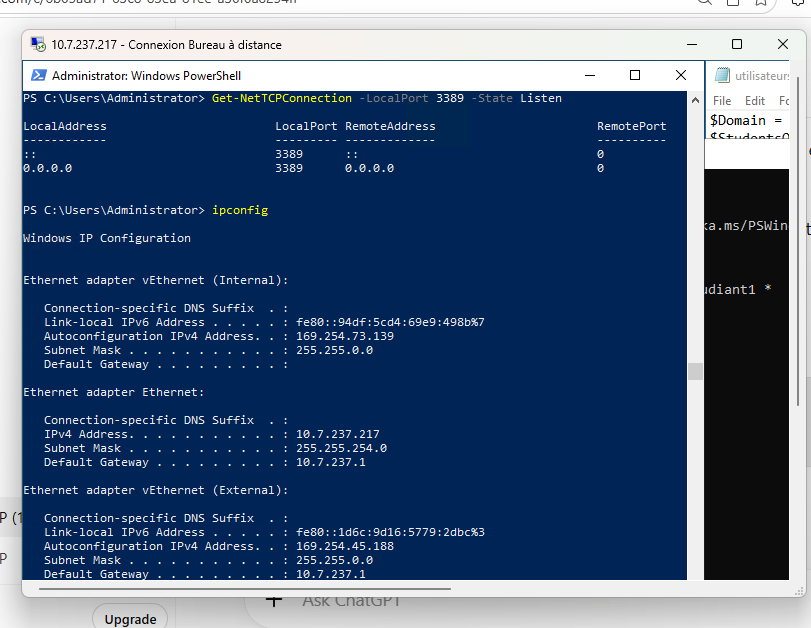 10.7.237.217 - Connexion Bureau à distance
Administrator: Windows PowerShell
PS C:\Users\Administrator> Get-NetTCPConnection -LocalPort 3389 -State Listen
LocalAddress LocalPort RemoteAddress RemotePort
------------ --------- ------------- ----------
:: 3389 :: 0
0.0.0.0 3389 0.0.0.0 0
PS C:\Users\Administrator> ipconfig
Windows IP Configuration
Ethernet adapter vEthernet (Internal):
Connection-specific DNS Suffix . :
Link-local IPv6 Address . . . . . : fe80::94df:5cd4:69e9:498b%7
Autoconfiguration IPv4 Address. . : 169.254.73.139
Subnet Mask . . . . . . . . . . . : 255.255.0.0
Default Gateway . . . . . . . . . :
Ethernet adapter Ethernet:
Connection-specific DNS Suffix . :
IPv4 Address. . . . . . . . . . . : 10.7.237.217
Subnet Mask . . . . . . . . . . . : 255.255.254.0
Default Gateway . . . . . . . . . : 10.7.237.1
Ethernet adapter vEthernet (External):
Connection-specific DNS Suffix . :
Link-local IPv6 Address . . . . . : fe80::1d6c:9d16:5779:2dbc%3
Autoconfiguration IPv4 Address. . : 169.254.45.188
Subnet Mask . . . . . . . . . . . : 255.255.0.0
Default Gateway . . . . . . . . . : 10.7.237.1
utilisateurs
File Edit Fo
$Domain =
ka.ms/PSWin
udiant1 *
P (1
P
Upgrade
Ask ChatGPT